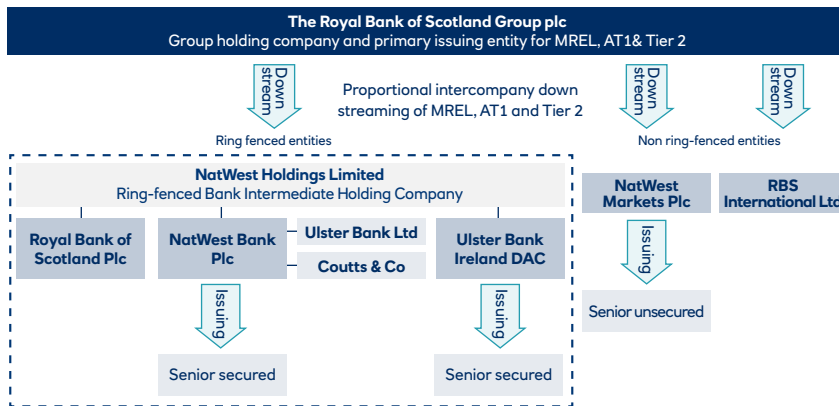 The Royal Bank of Scotland Group plc
Group holding company and primary issuing entity for MREL, AT1& Tier 2
Down
stream
Proportional intercompany down
streaming of MREL, AT1 and Tier 2
Down
stream
Down
stream
Ring fenced entities
Non ring-fenced entities
NatWest Holdings Limited
Ring-fenced Bank Intermediate Holding Company
NatWest
Markets Plc
RBS
International Ltd
Royal Bank of
Scotland Plc
NatWest Bank
Plc
Ulster Bank Ltd
Coutts & Co
Ulster Bank
Ireland DAC
Issuing
Issuing
Issuing
Senior unsecured
Senior secured
Senior secured